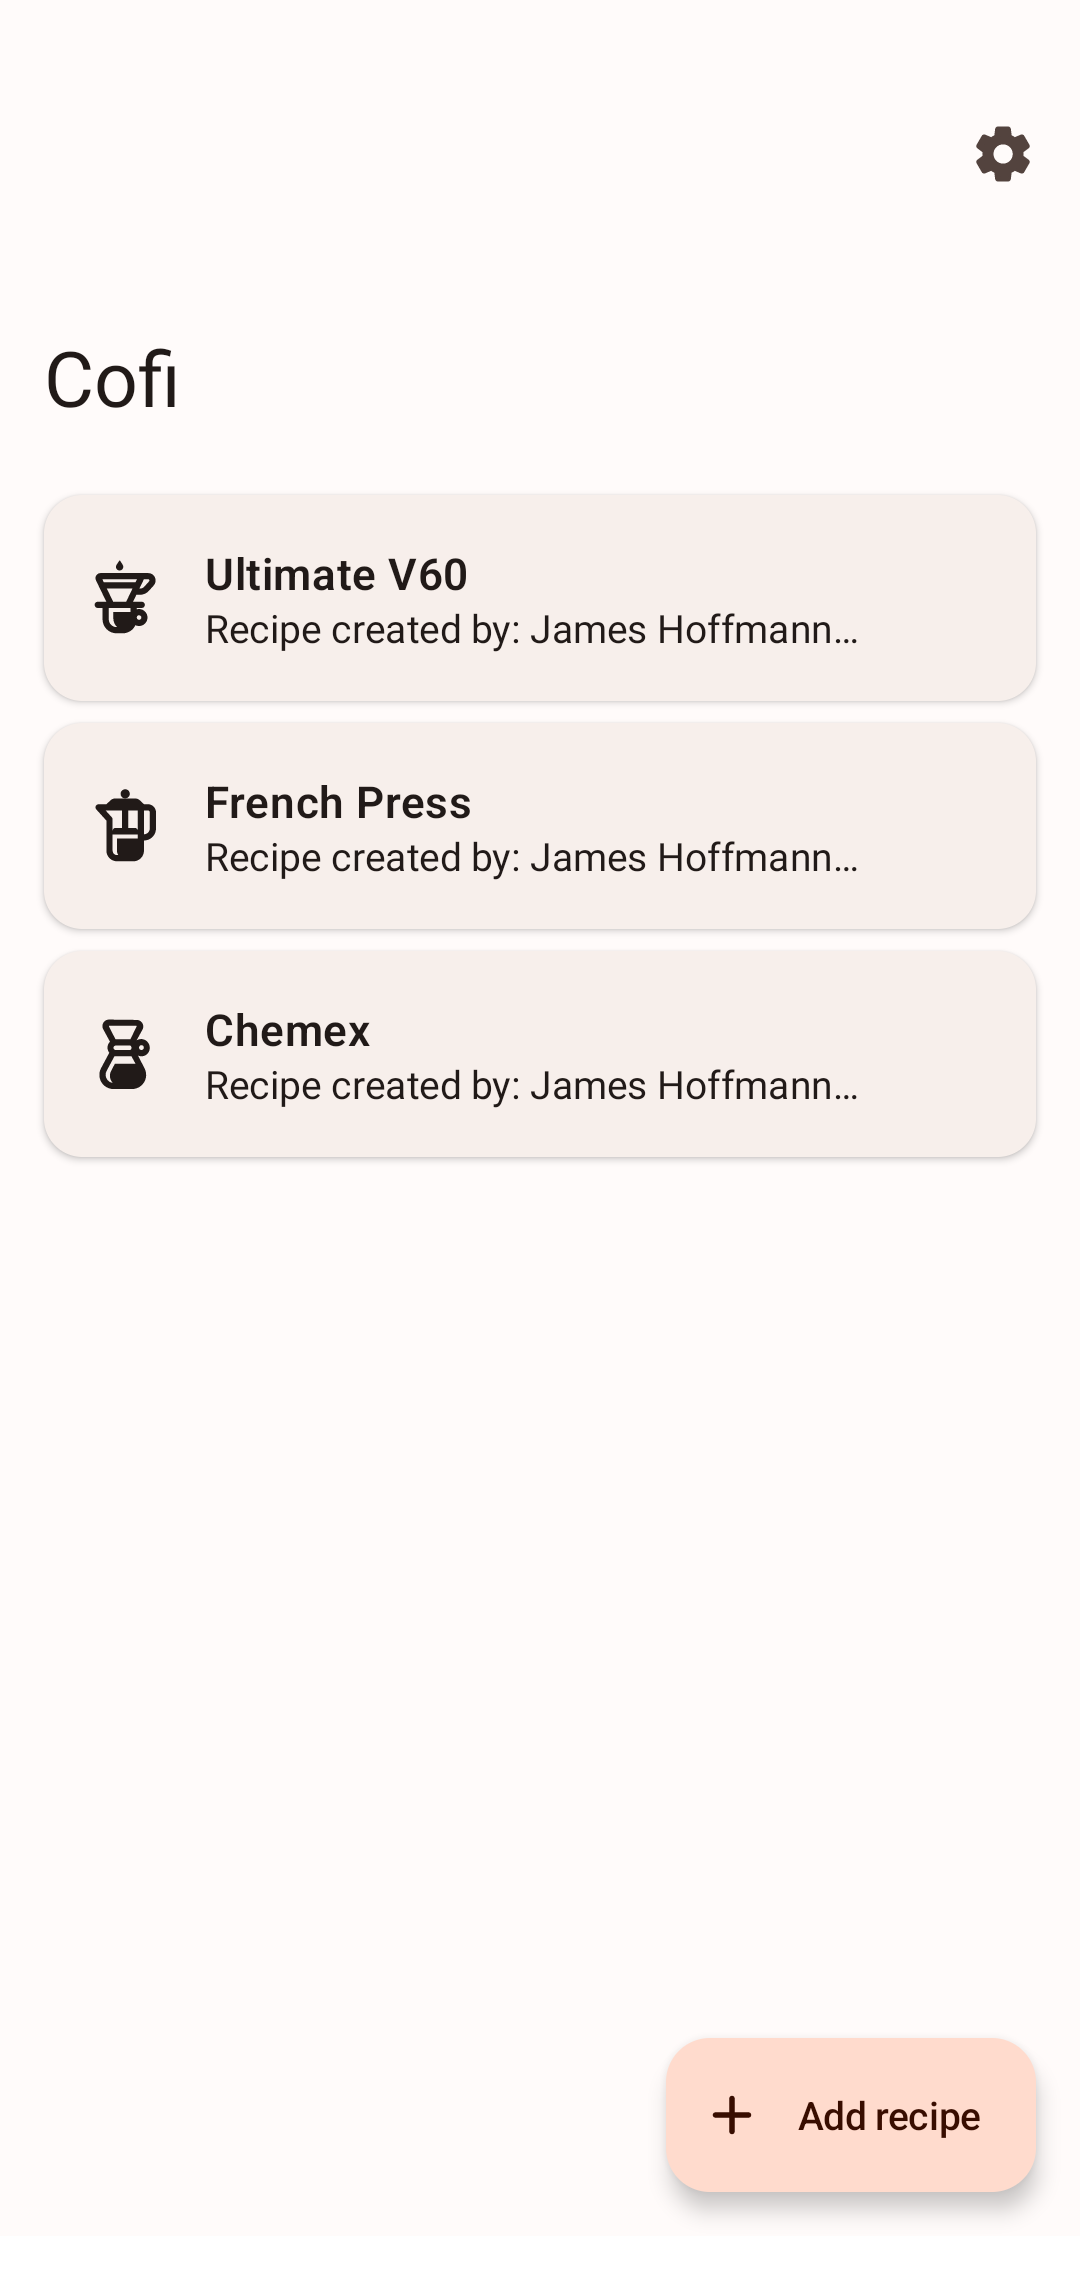 Cofi
Ultimate V60
Recipe created by: James Hoffmann...
French Press
Recipe created by: James Hoffmann...
Chemex
Recipe created by: James Hoffmann...
Add recipe